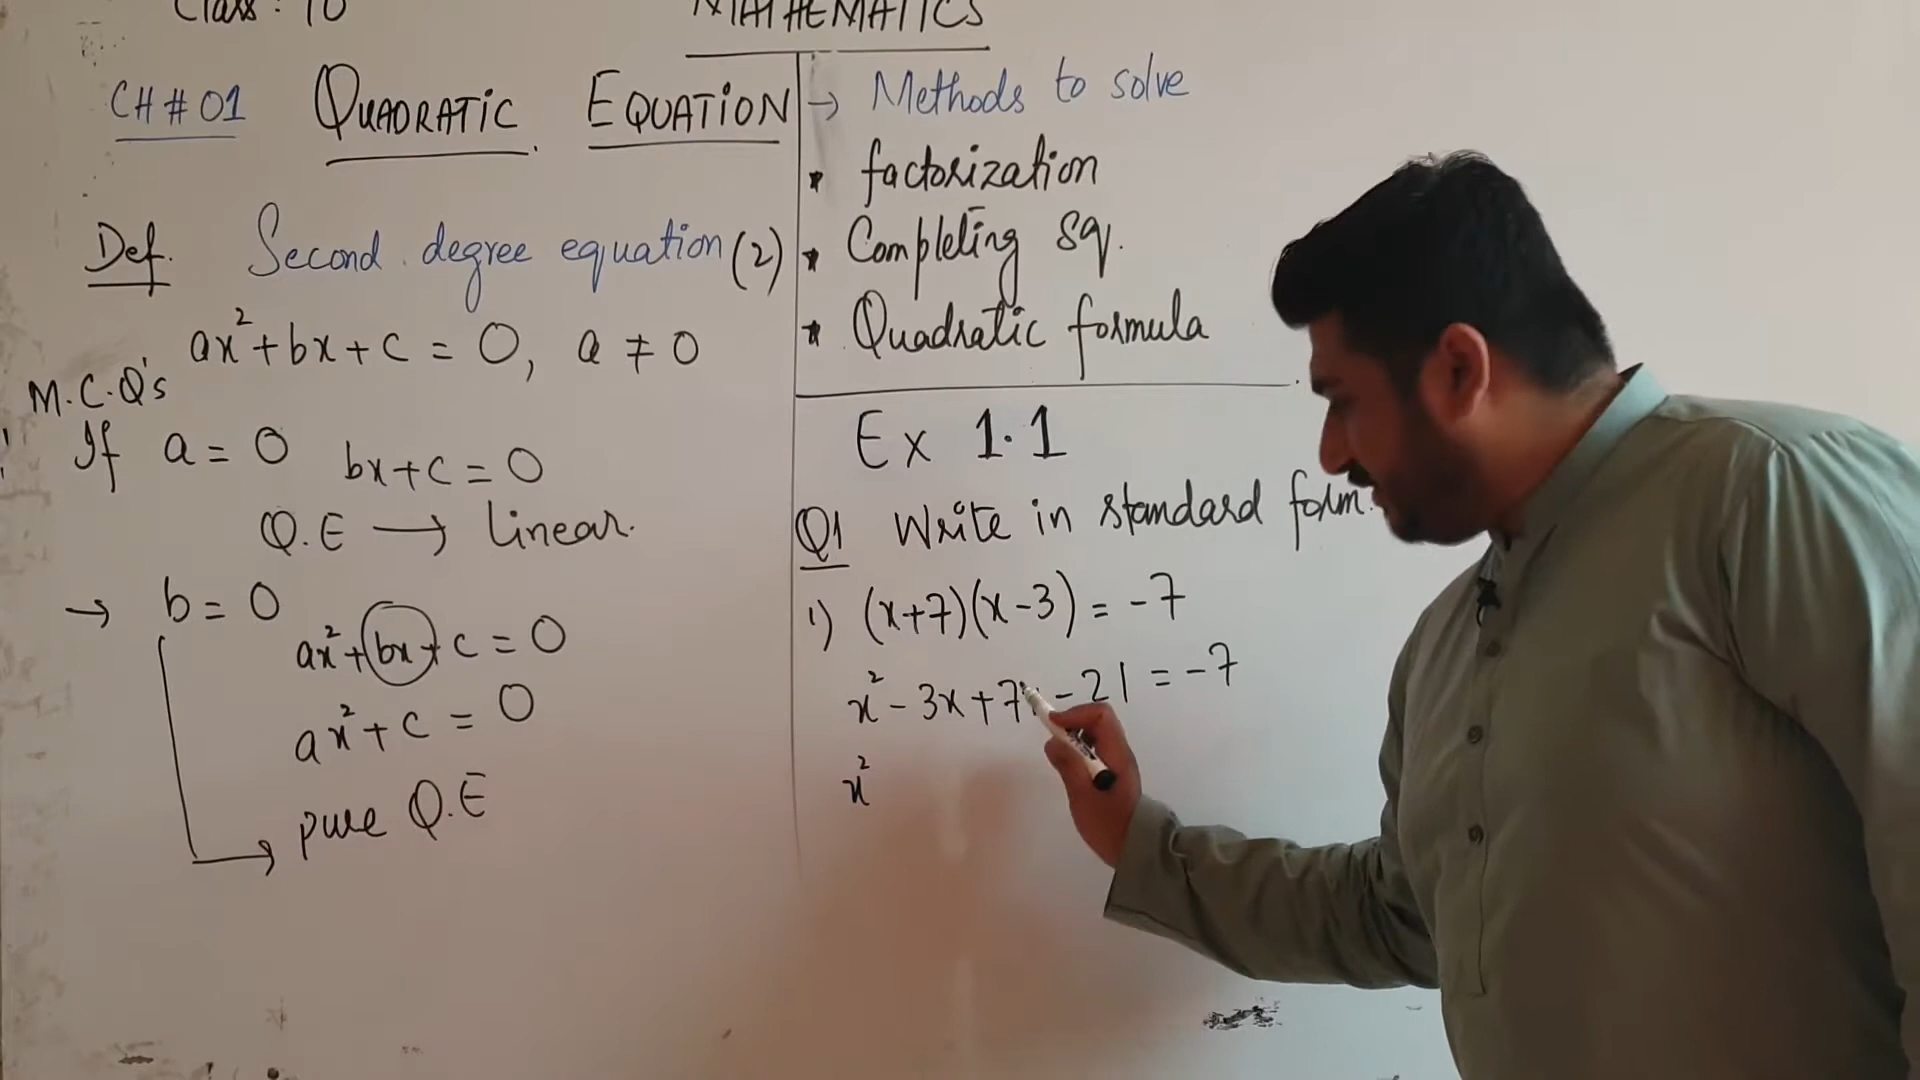 Class: 10
MATHEMATICS
CH # 01 QUADRATIC EQUATION
Def. Second degree equation (2)
ax²+bx+c = 0, a ≠ 0
M.C.Q's
If a = 0 bx+c = 0
Q.E → linear.
→ b = 0
ax²+bx+c = 0
ax²+c = 0
→ pure Q.E
→ Methods to solve
* factorization
* Completing sq.
* Quadratic formula
Ex 1.1
Q1 Write in standard form.
1) (x+7)(x-3) = -7
x² - 3x + 7x - 21 = -7
x²